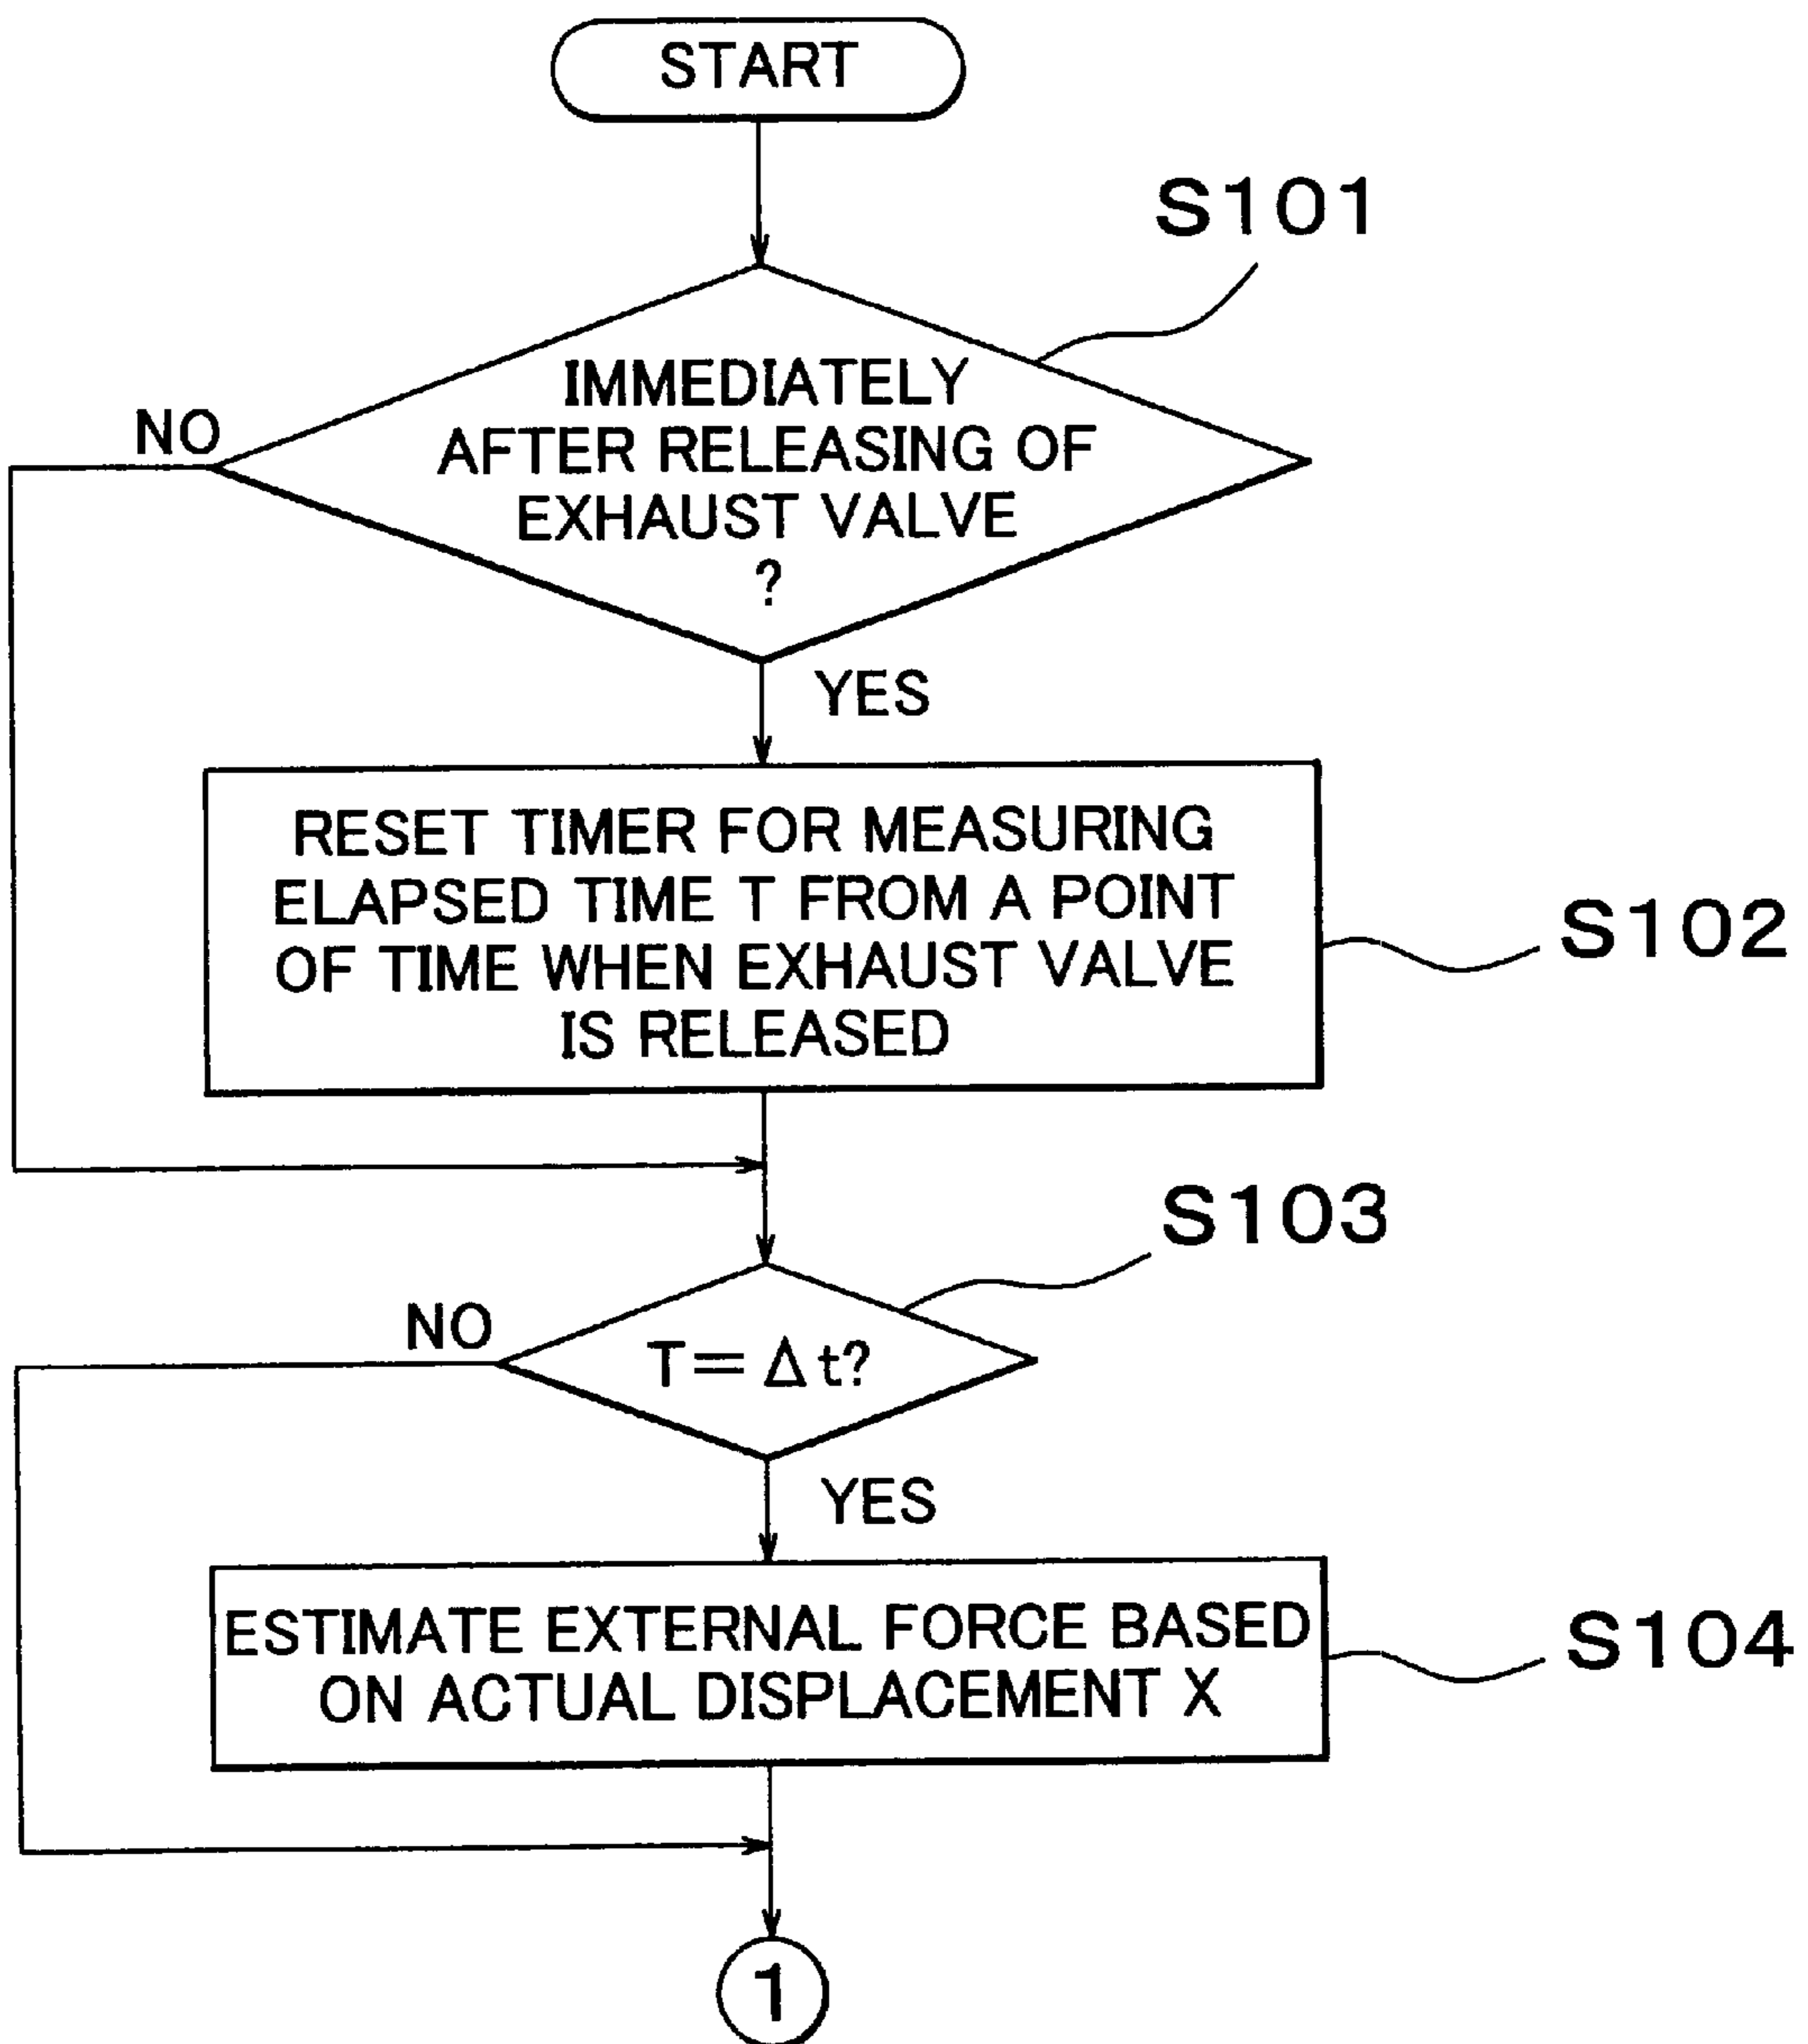 START
S101
IMMEDIATELY
AFTER RELEASING OF
EXHAUST VALVE
?
NO
YES
RESET TIMER FOR MEASURING
ELAPSED TIME T FROM A POINT
OF TIME WHEN EXHAUST VALVE
IS RELEASED
S102
S103
NO
T=Δt?
YES
ESTIMATE EXTERNAL FORCE BASED
ON ACTUAL DISPLACEMENT X
S104
1